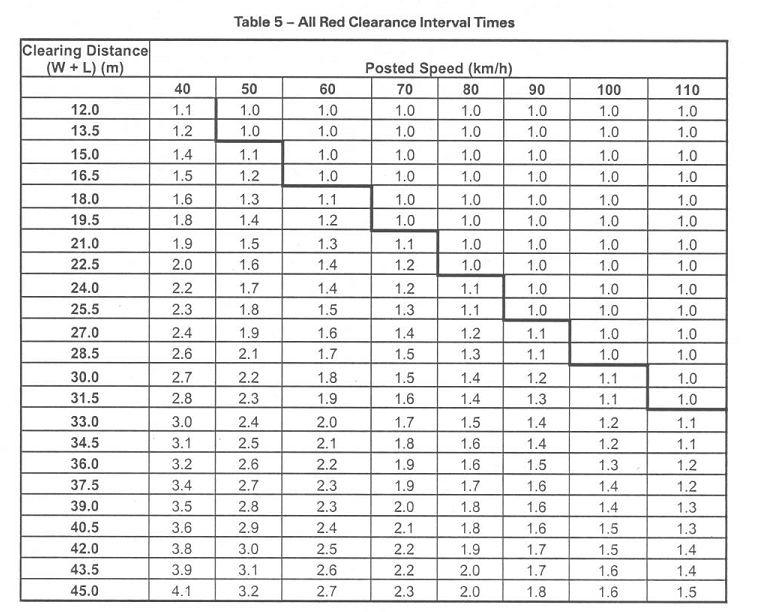 Table 5 – All Red Clearance Interval Times
Clearing Distance
(W + L) (m)
Posted Speed (km/h)
40 50 60 70 80 90 100 110
12.0 1.1 1.0 1.0 1.0 1.0 1.0 1.0 1.0
13.5 1.2 1.0 1.0 1.0 1.0 1.0 1.0 1.0
15.0 1.4 1.1 1.0 1.0 1.0 1.0 1.0 1.0
16.5 1.5 1.2 1.0 1.0 1.0 1.0 1.0 1.0
18.0 1.6 1.3 1.1 1.0 1.0 1.0 1.0 1.0
19.5 1.8 1.4 1.2 1.0 1.0 1.0 1.0 1.0
21.0 1.9 1.5 1.3 1.1 1.0 1.0 1.0 1.0
22.5 2.0 1.6 1.4 1.2 1.0 1.0 1.0 1.0
24.0 2.2 1.7 1.4 1.2 1.1 1.0 1.0 1.0
25.5 2.3 1.8 1.5 1.3 1.1 1.0 1.0 1.0
27.0 2.4 1.9 1.6 1.4 1.2 1.1 1.0 1.0
28.5 2.6 2.1 1.7 1.5 1.3 1.1 1.0 1.0
30.0 2.7 2.2 1.8 1.5 1.4 1.2 1.1 1.0
31.5 2.8 2.3 1.9 1.6 1.4 1.3 1.1 1.0
33.0 3.0 2.4 2.0 1.7 1.5 1.4 1.2 1.1
34.5 3.1 2.5 2.1 1.8 1.6 1.4 1.2 1.1
36.0 3.2 2.6 2.2 1.9 1.6 1.5 1.3 1.2
37.5 3.4 2.7 2.3 1.9 1.7 1.6 1.4 1.2
39.0 3.5 2.8 2.3 2.0 1.8 1.6 1.4 1.3
40.5 3.6 2.9 2.4 2.1 1.8 1.6 1.5 1.3
42.0 3.8 3.0 2.5 2.2 1.9 1.7 1.5 1.4
43.5 3.9 3.1 2.6 2.2 2.0 1.7 1.6 1.4
45.0 4.1 3.2 2.7 2.3 2.0 1.8 1.6 1.5